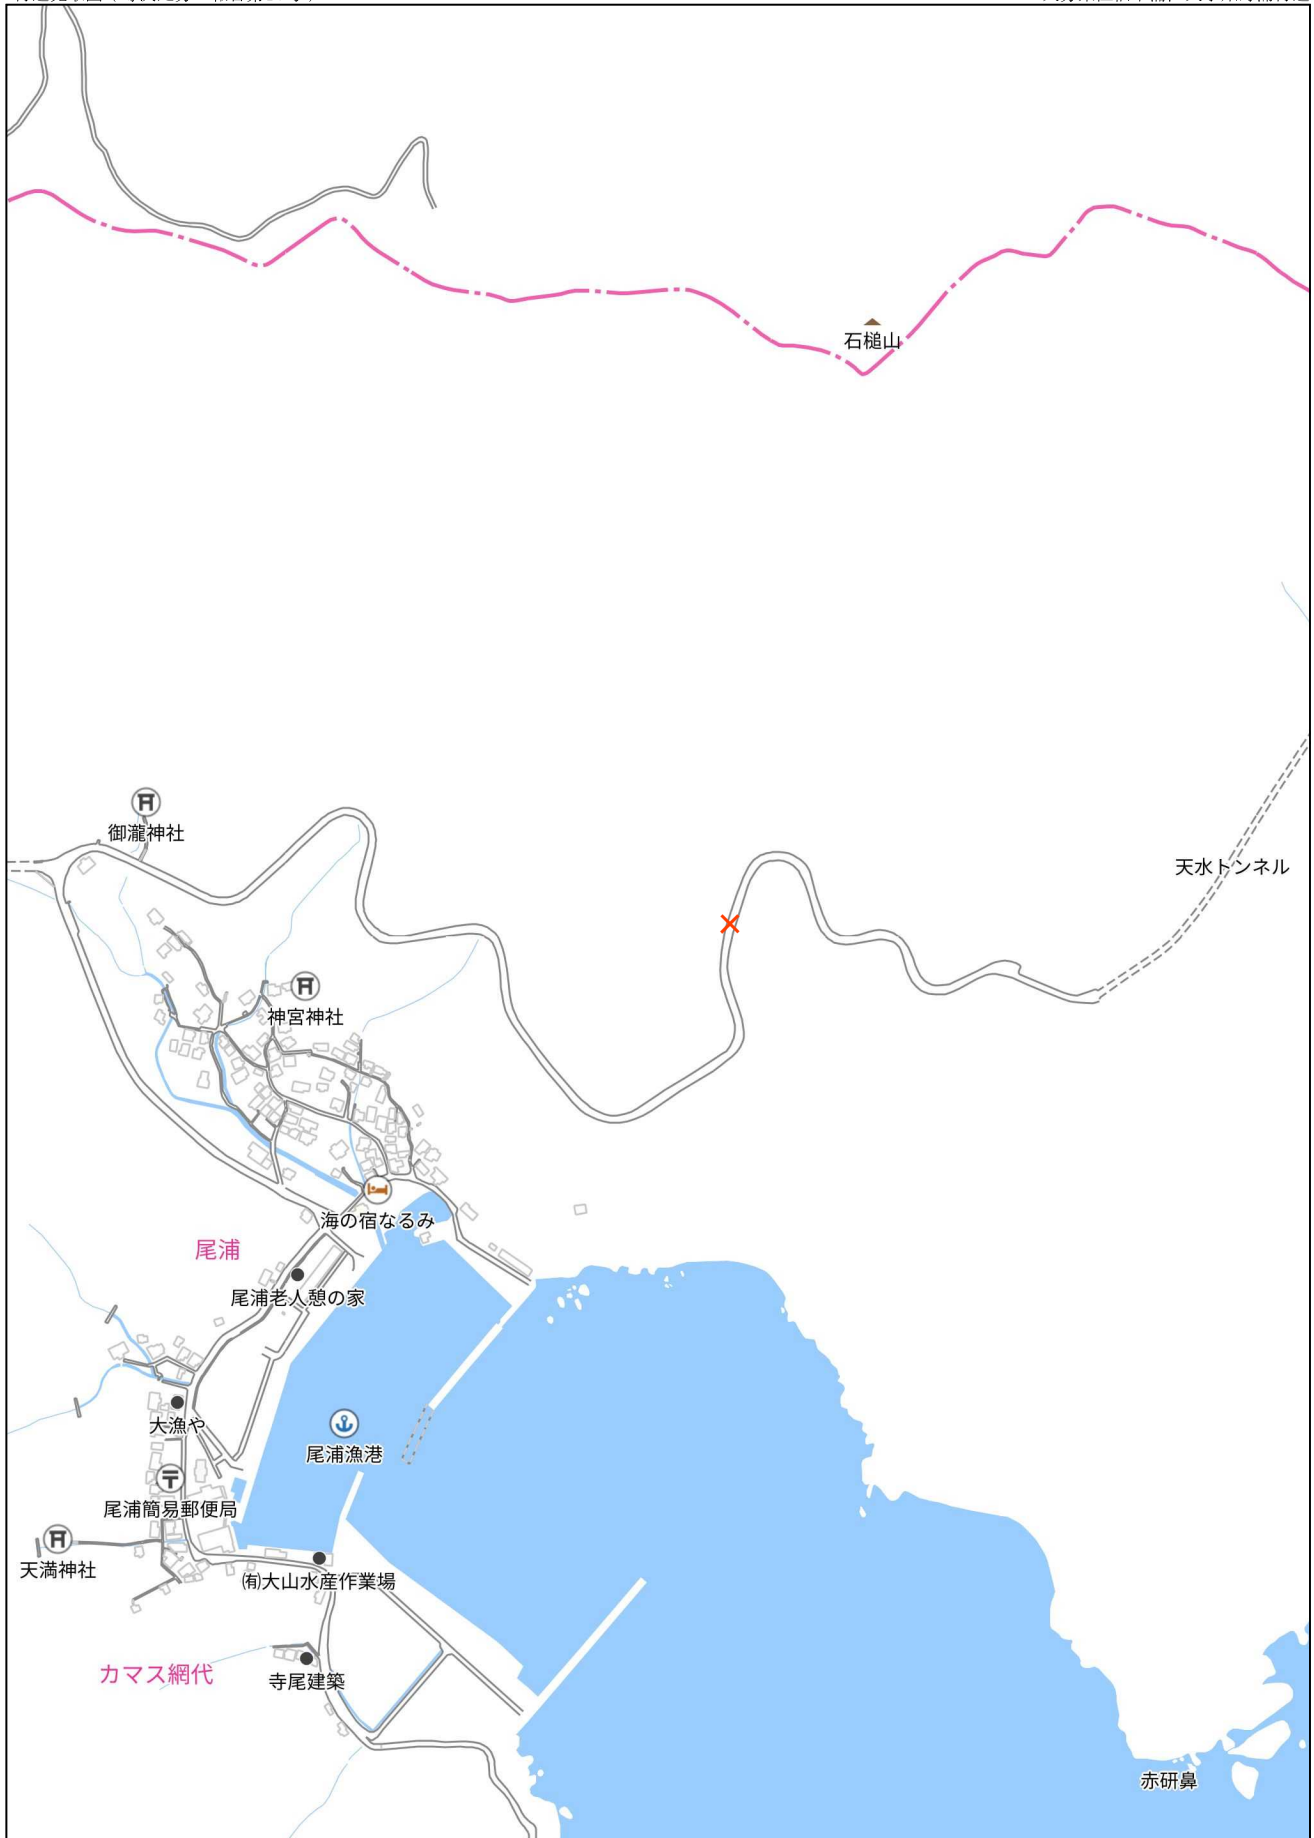 石槌山
御瀧神社
天水トンネル
神宮神社
海の宿なるみ
尾浦
尾浦老人憩の家
大漁や
尾浦漁港
〒
尾浦簡易郵便局
天満神社
㈲大山水産作業場
カマス網代
寺尾建築
赤研鼻